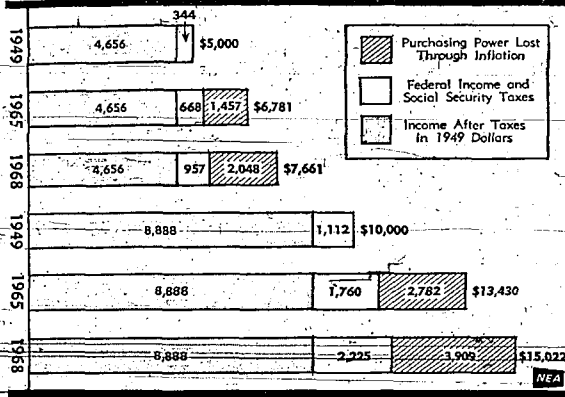 344
1949 4,656 $5,000
1965 4,656 668 1,457 $6,781
1968 4,656 957 2,048 $7,661
1949 8,888 1,112 $10,000
1965 8,888 1,760 2,782 $13,430
1968 8,888 2,225 3,909 $15,022
Purchasing Power Lost
Through Inflation
Federal Income and
Social Security Taxes
Income After Taxes
in 1949 Dollars
NEA